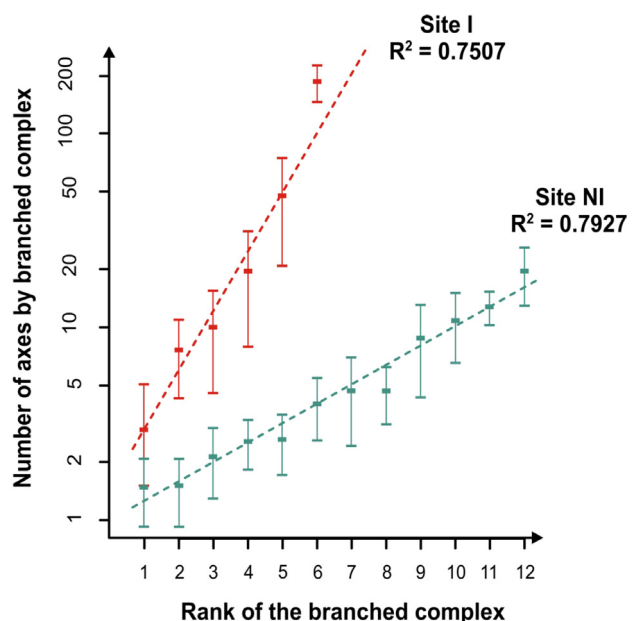 Site I
R² = 0.7507
Site NI
R² = 0.7927
Number of axes by branched complex
200
100
50
20
10
5
2
1
1 2 3 4 5 6 7 8 9 10 11 12
Rank of the branched complex